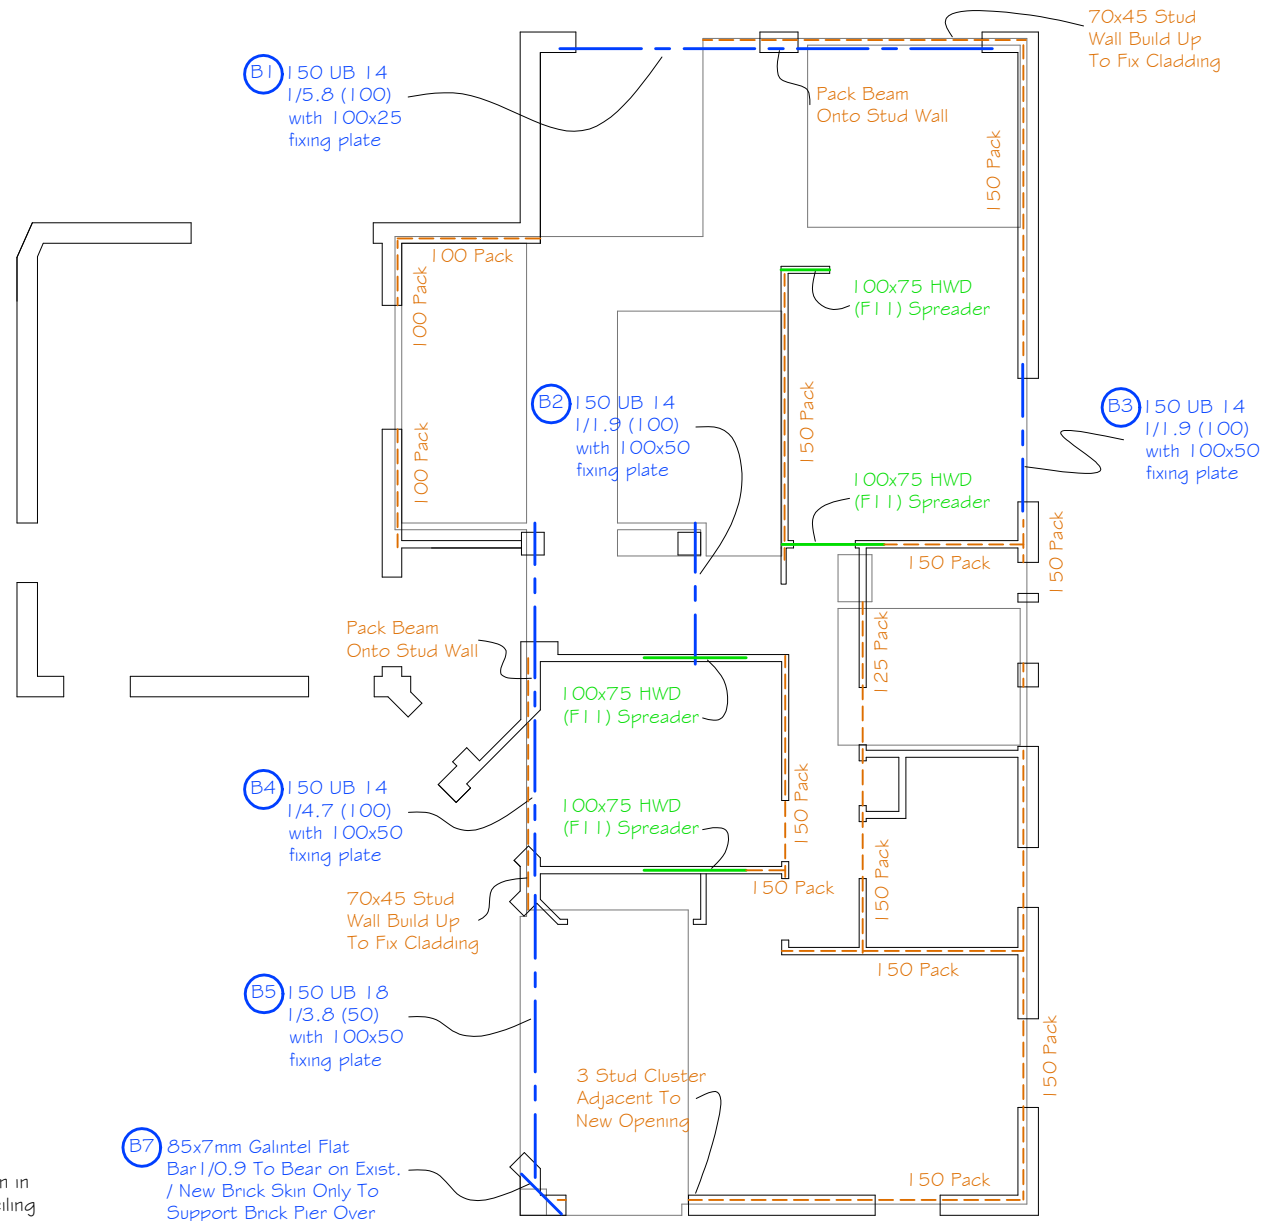 70x45 Stud
Wall Build Up
To Fix Cladding
B1
150 UB 14
1/5.8 (100)
with 100x25
fixing plate
Pack Beam
Onto Stud Wall
150 Pack
100 Pack
100 Pack
100x75 HWD
(F11) Spreader
B2
150 UB 14
1/1.9 (100)
with 100x50
fixing plate
150 Pack
B3
150 UB 14
1/1.9 (100)
with 100x50
fixing plate
100 Pack
100x75 HWD
(F11) Spreader
150 Pack
150 Pack
Pack Beam
Onto Stud Wall
125 Pack
100x75 HWD
(F11) Spreader
B4
150 UB 14
1/4.7 (100)
with 100x50
fixing plate
100x75 HWD
(F11) Spreader
150 Pack
150 Pack
150 Pack
70x45 Stud
Wall Build Up
To Fix Cladding
150 Pack
B5
150 UB 18
1/3.8 (50)
with 100x50
fixing plate
150 Pack
3 Stud Cluster
Adjacent To
New Opening
B7
85x7mm Galintel Flat
Bar1/0.9 To Bear on Exist.
/ New Brick Skin Only To
Support Brick Pier Over
150 Pack
in